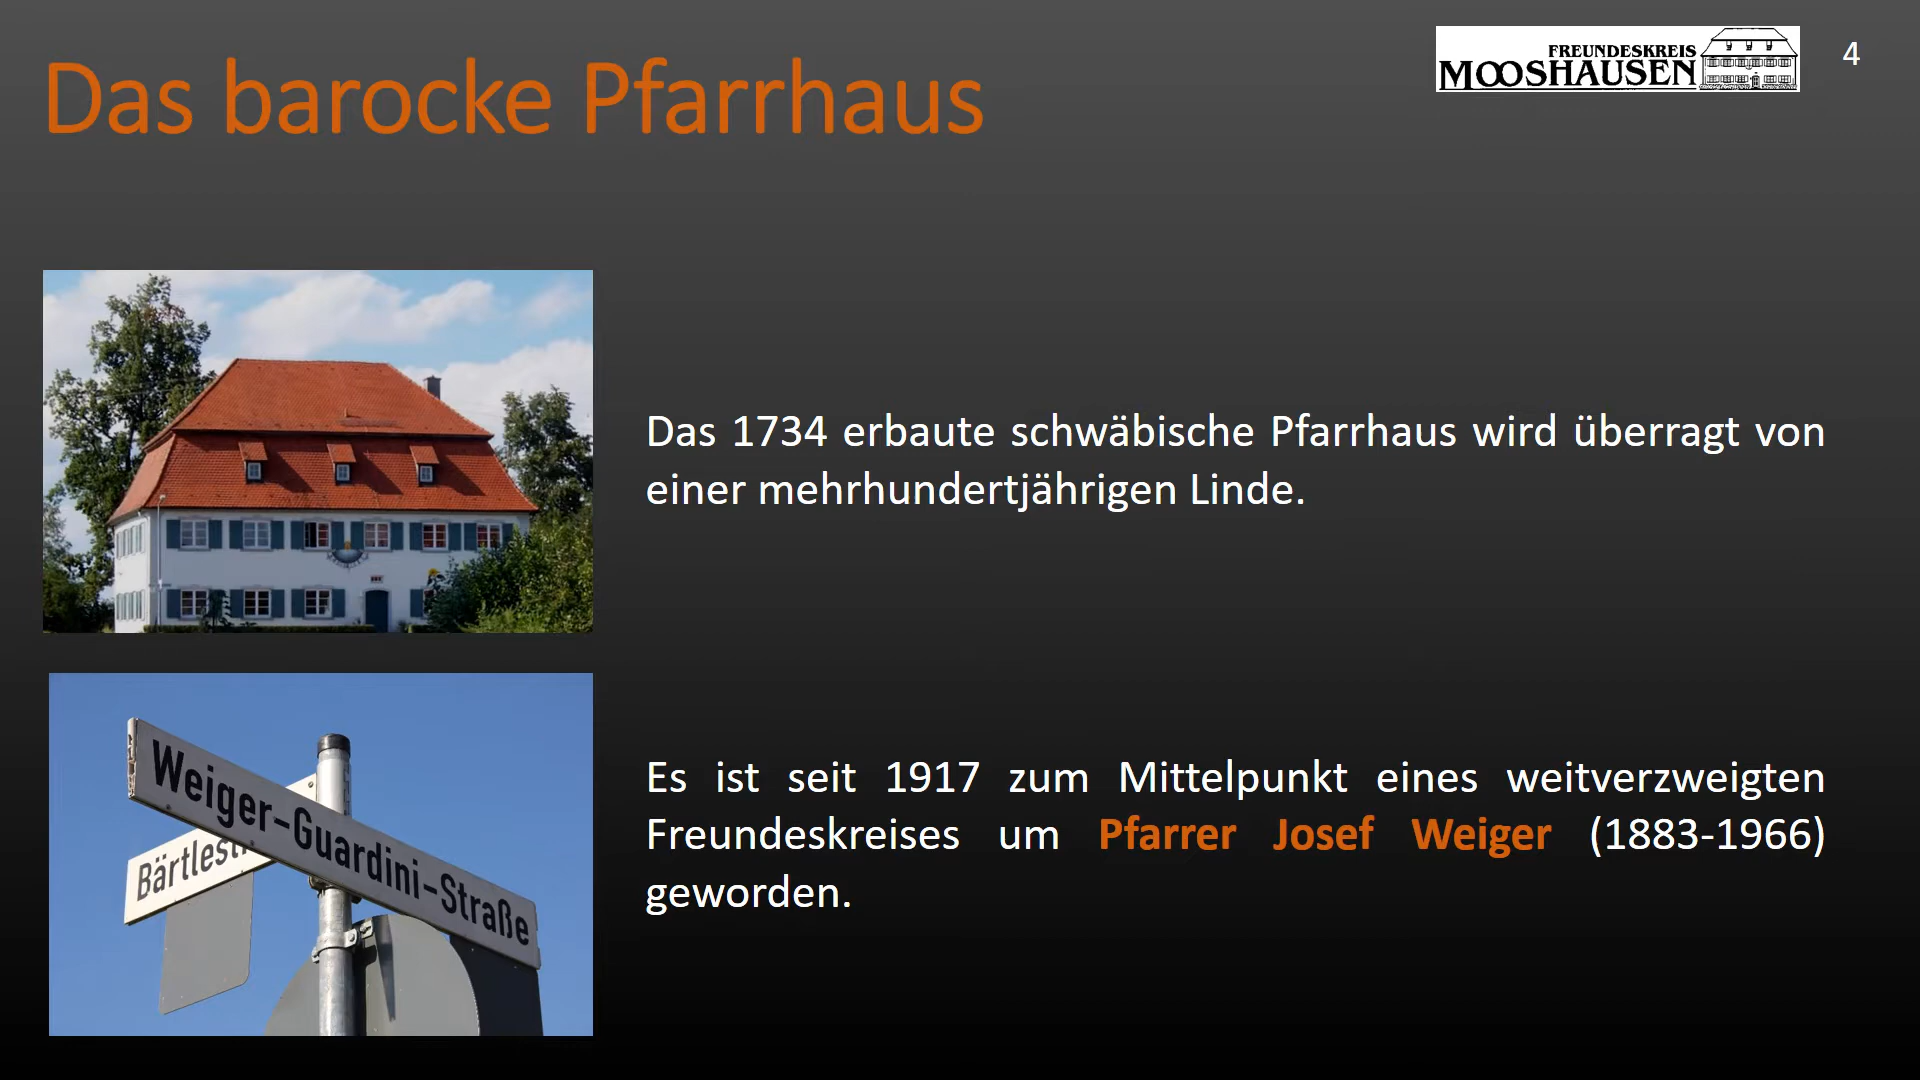 Das barocke Pfarrhaus
FREUNDESKREIS
MOOSHAUSEN
4
Das 1734 erbaute schwäbische Pfarrhaus wird überragt von
einer mehrhundertjährigen Linde.
Weiger-Guardini-Straße
Es ist seit 1917 zum Mittelpunkt eines weitverzweigten
Freundeskreises um Pfarrer Josef Weiger (1883-1966)
geworden.